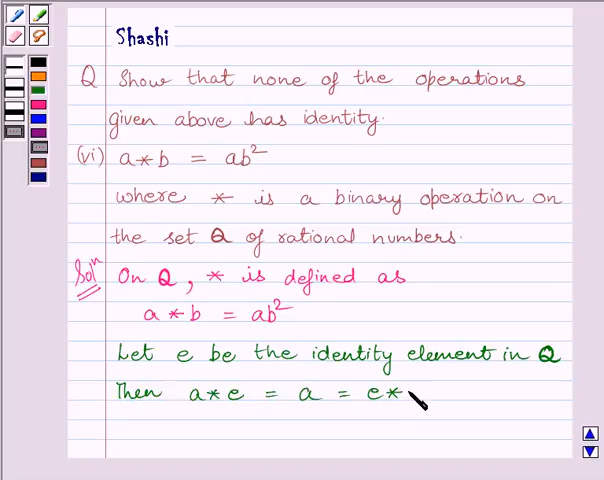 Shashi
Q Show that none of the operations
given above has identity.
(vi) a * b = ab²
where * is a binary operation on
the set Q of rational numbers.
Solⁿ On Q, * is defined as
a * b = ab²
Let e be the identity element in Q
Then a * e = a = e *